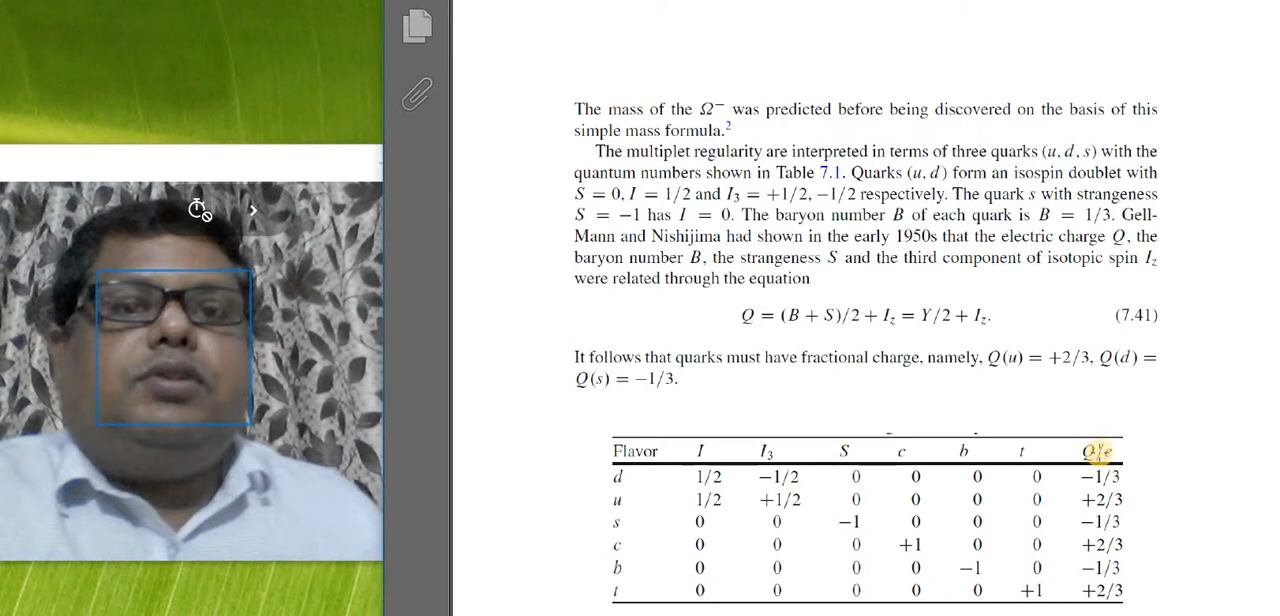 The mass of the Ω⁻ was predicted before being discovered on the basis of this
simple mass formula.²
The multiplet regularity are interpreted in terms of three quarks (u, d, s) with the
quantum numbers shown in Table 7.1. Quarks (u, d) form an isospin doublet with
S = 0, I = 1/2 and I₃ = +1/2, −1/2 respectively. The quark s with strangeness
S = −1 has I = 0. The baryon number B of each quark is B = 1/3. Gell-
Mann and Nishijima had shown in the early 1950s that the electric charge Q, the
baryon number B, the strangeness S and the third component of isotopic spin I_z
were related through the equation
Q = (B + S)/2 + I_z = Y/2 + I_z. (7.41)
It follows that quarks must have fractional charge, namely, Q(u) = +2/3, Q(d) =
Q(s) = −1/3.
Flavor I I₃ S c b t Q/e
d 1/2 −1/2 0 0 0 0 −1/3
u 1/2 +1/2 0 0 0 0 +2/3
s 0 0 −1 0 0 0 −1/3
c 0 0 0 +1 0 0 +2/3
b 0 0 0 0 −1 0 −1/3
t 0 0 0 0 0 +1 +2/3